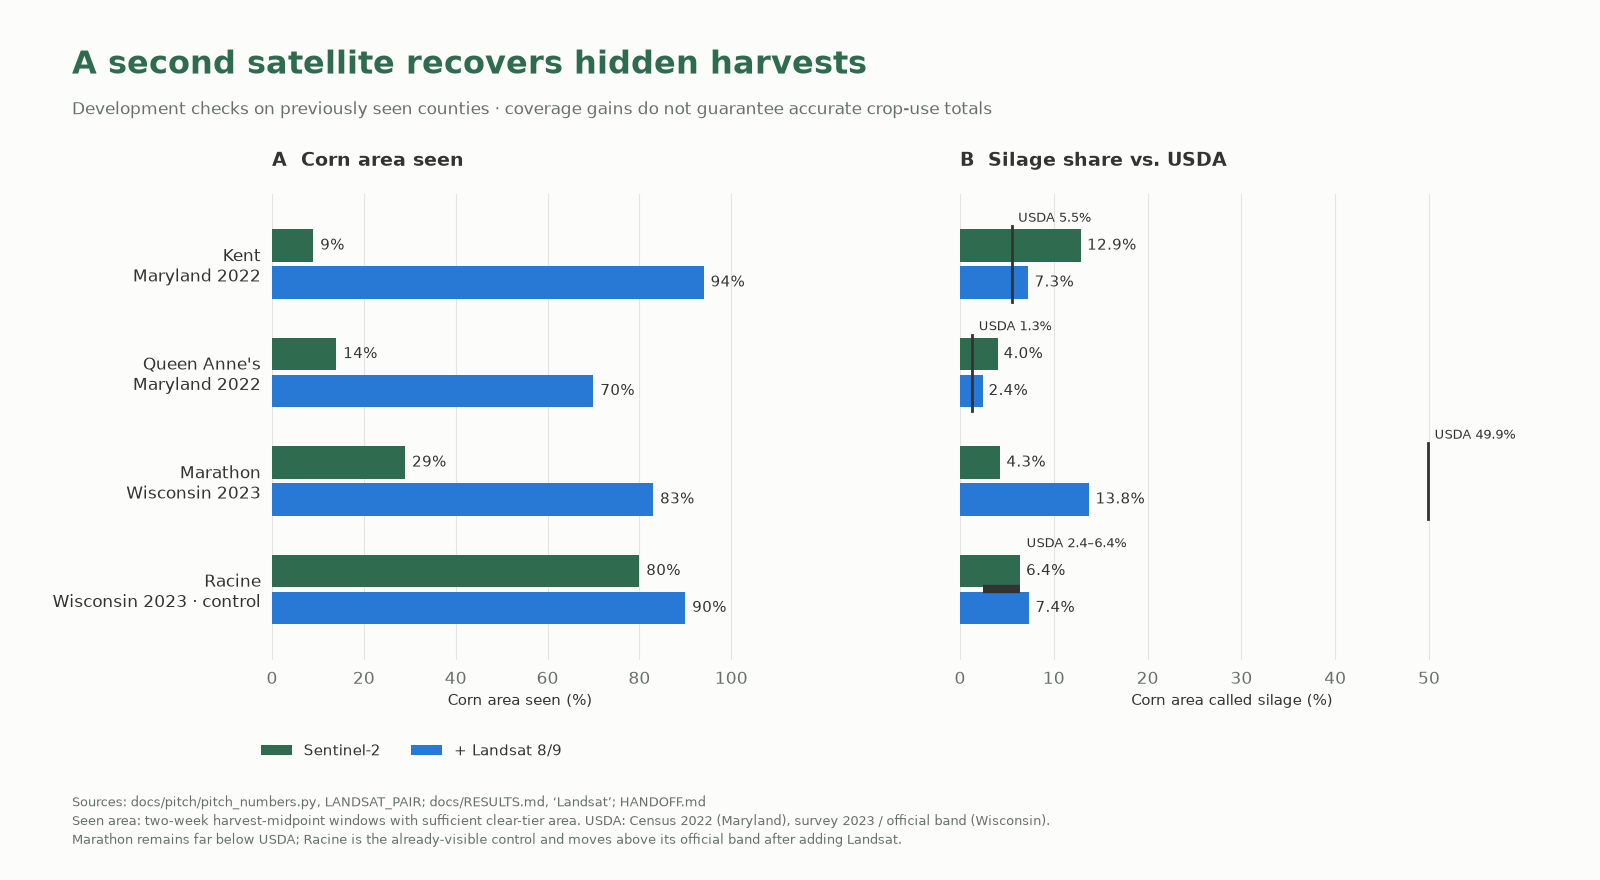 A second satellite recovers hidden harvests
Development checks on previously seen counties · coverage gains do not guarantee accurate crop-use totals
A Corn area seen
Kent
Maryland 2022
9%
94%
Queen Anne's
Maryland 2022
14%
70%
Marathon
Wisconsin 2023
29%
83%
Racine
Wisconsin 2023 · control
80%
90%
0 20 40 60 80 100
Corn area seen (%)
B Silage share vs. USDA
USDA 5.5%
12.9%
7.3%
USDA 1.3%
4.0%
2.4%
USDA 49.9%
4.3%
13.8%
USDA 2.4–6.4%
6.4%
7.4%
0 10 20 30 40 50
Corn area called silage (%)
Sentinel-2 + Landsat 8/9
Sources: docs/pitch/pitch_numbers.py, LANDSAT_PAIR; docs/RESULTS.md, ‘Landsat’; HANDOFF.md
Seen area: two-week harvest-midpoint windows with sufficient clear-tier area. USDA: Census 2022 (Maryland), survey 2023 / official band (Wisconsin).
Marathon remains far below USDA; Racine is the already-visible control and moves above its official band after adding Landsat.